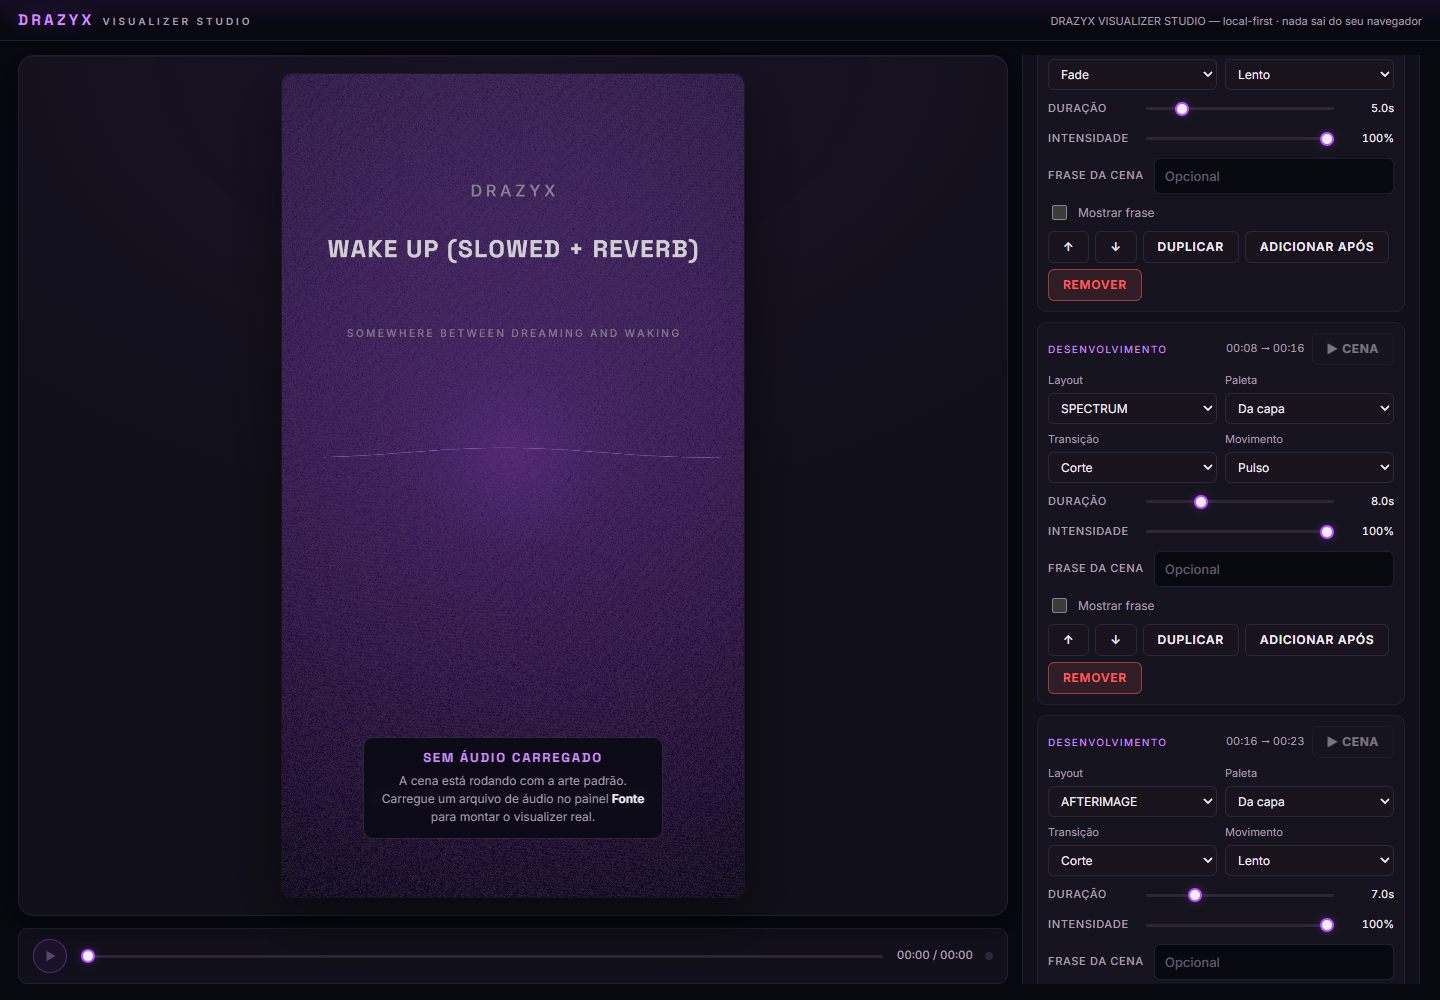 DRAZYX VISUALIZER STUDIO
DRAZYX VISUALIZER STUDIO — local-first · nada sai do seu navegador
DRAZYX
WAKE UP (SLOWED + REVERB)
SOMEWHERE BETWEEN DREAMING AND WAKING
SEM ÁUDIO CARREGADO
A cena está rodando com a arte padrão.
Carregue um arquivo de áudio no painel Fonte
para montar o visualizer real.
00:00 / 00:00
Fade Lento
DURAÇÃO 5.0s
INTENSIDADE 100%
FRASE DA CENA Opcional
Mostrar frase
↑ ↓ DUPLICAR ADICIONAR APÓS
REMOVER
DESENVOLVIMENTO 00:08 → 00:16 ▶ CENA
Layout Paleta
SPECTRUM Da capa
Transição Movimento
Corte Pulso
DURAÇÃO 8.0s
INTENSIDADE 100%
FRASE DA CENA Opcional
Mostrar frase
↑ ↓ DUPLICAR ADICIONAR APÓS
REMOVER
DESENVOLVIMENTO 00:16 → 00:23 ▶ CENA
Layout Paleta
AFTERIMAGE Da capa
Transição Movimento
Corte Lento
DURAÇÃO 7.0s
INTENSIDADE 100%
FRASE DA CENA Opcional